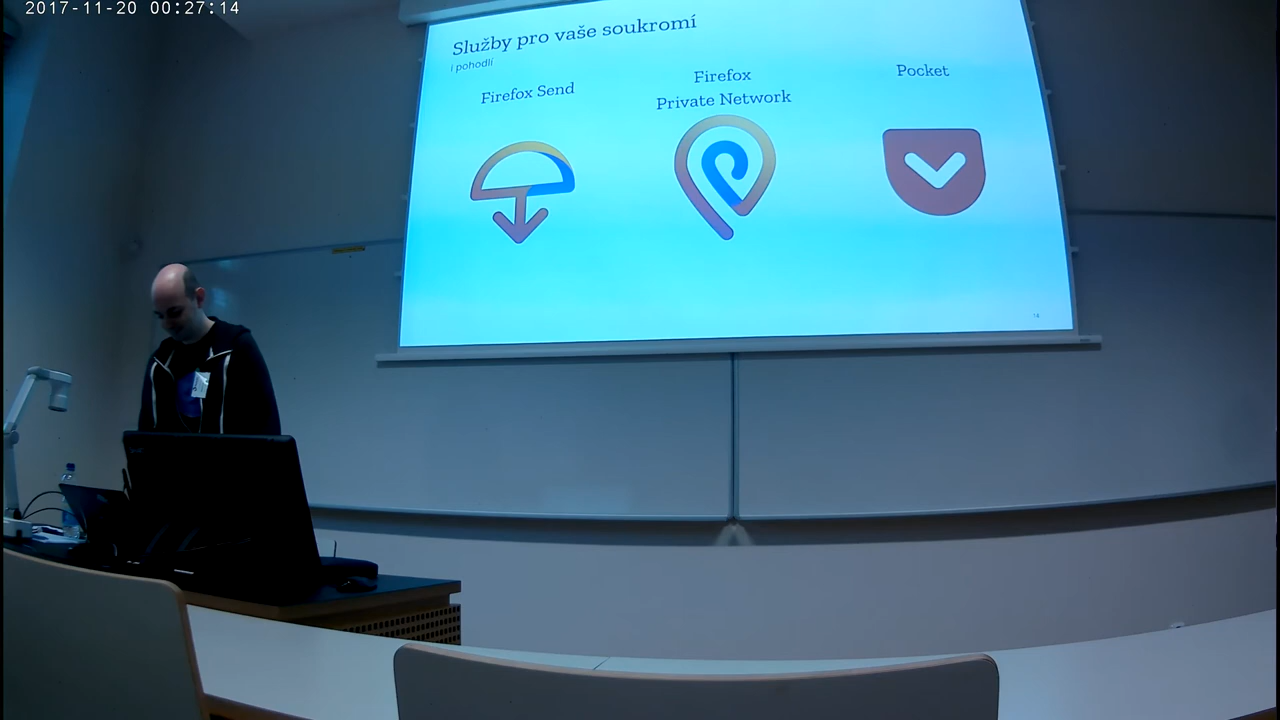 2017-11-20 00:27:14
Služby pro vaše soukromí
i pohodlí
Firefox Send
Firefox
Private Network
Pocket